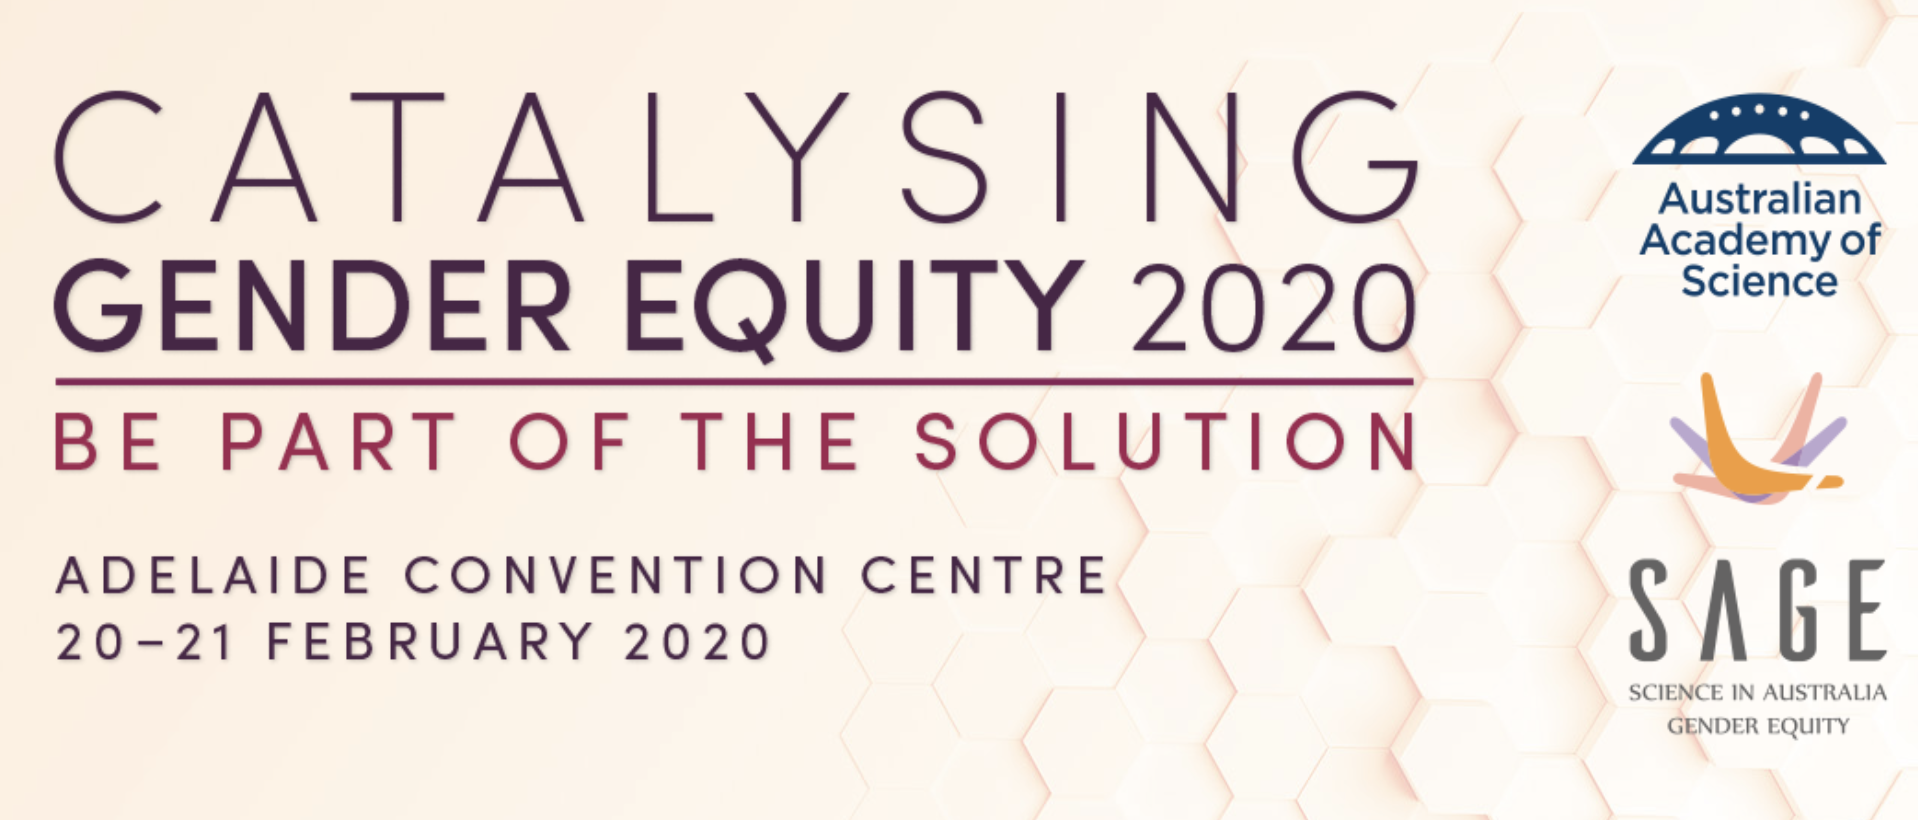 CATALYSING
GENDER EQUITY 2020
BE PART OF THE SOLUTION
ADELAIDE CONVENTION CENTRE
20–21 FEBRUARY 2020
Australian
Academy of
Science
SAGE
SCIENCE IN AUSTRALIA
GENDER EQUITY